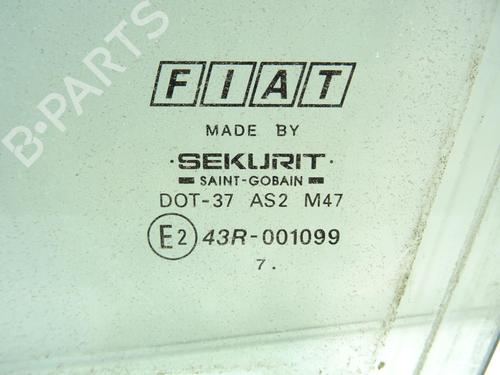 B-PARTS
FIAT
MADE BY
·SEKURIT·
SAINT-GOBAIN
DOT-37 AS2 M47
E2 43R-001099
7.